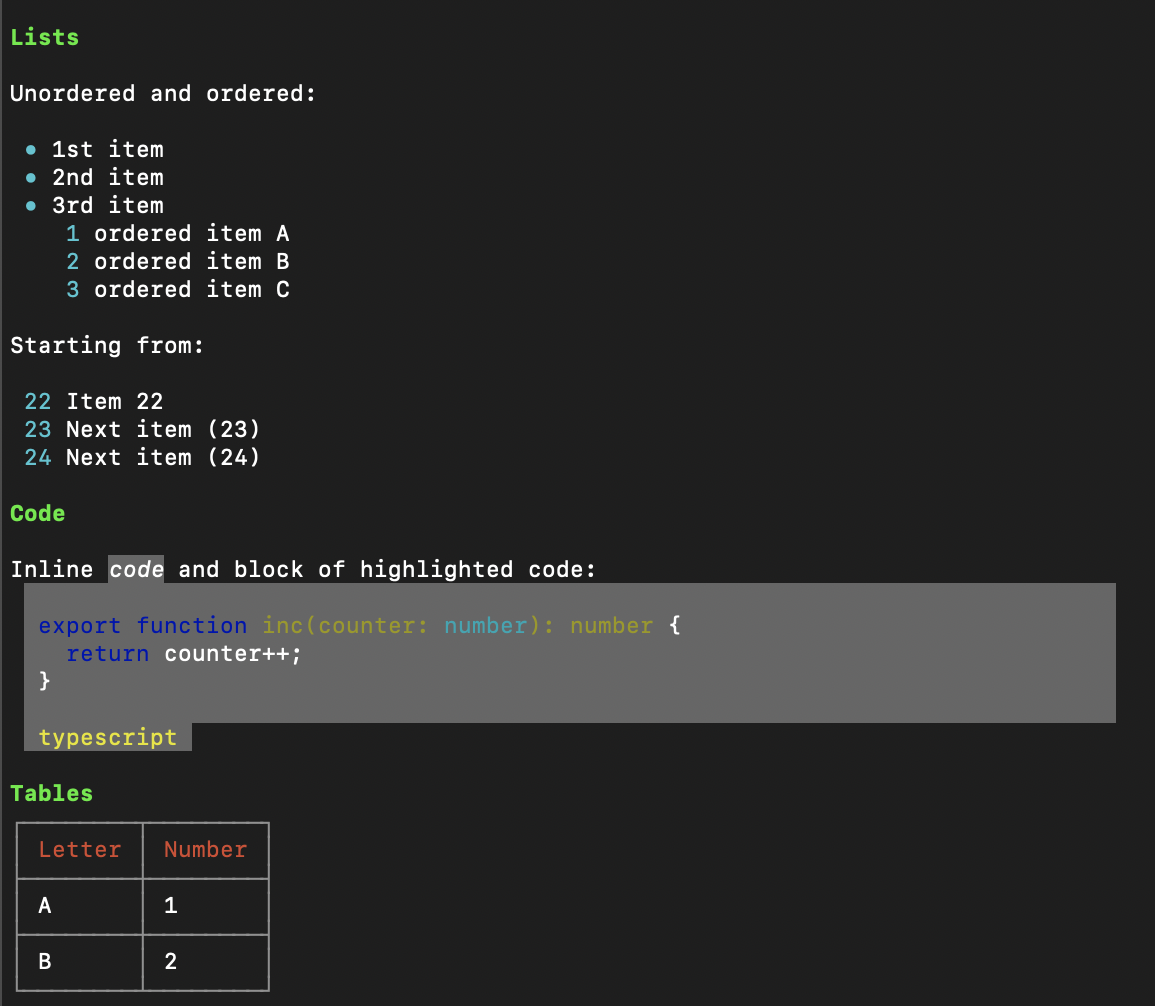 Lists
Unordered and ordered:
• 1st item
• 2nd item
• 3rd item
1 ordered item A
2 ordered item B
3 ordered item C
Starting from:
22 Item 22
23 Next item (23)
24 Next item (24)
Code
Inline code and block of highlighted code:
export function inc(counter: number): number {
  return counter++;
}
typescript
Tables
Letter Number
A 1
B 2